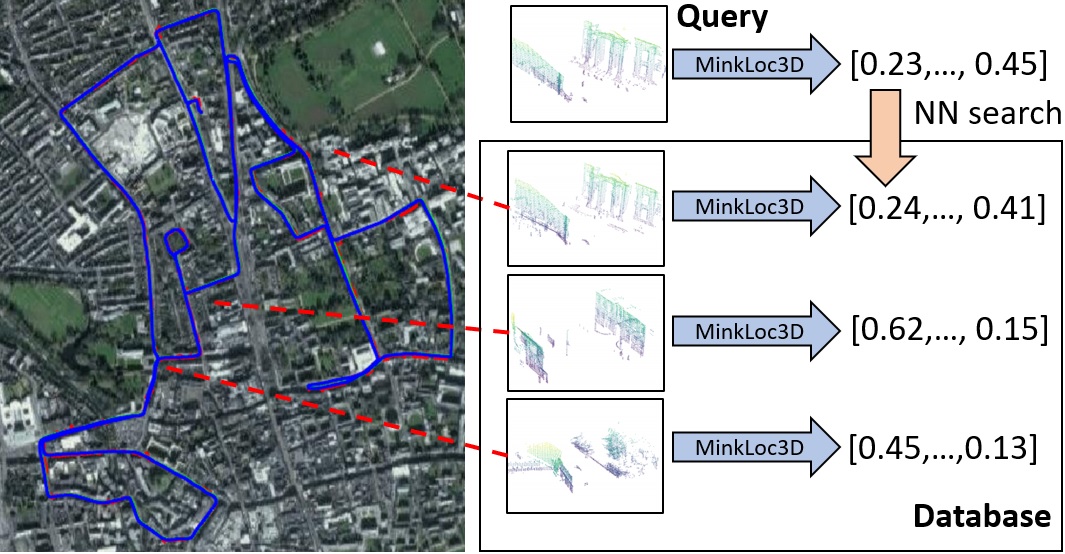 Query
MinkLoc3D
[0.23,..., 0.45]
NN search
MinkLoc3D
[0.24,..., 0.41]
MinkLoc3D
[0.62,..., 0.15]
MinkLoc3D
[0.45,...,0.13]
Database